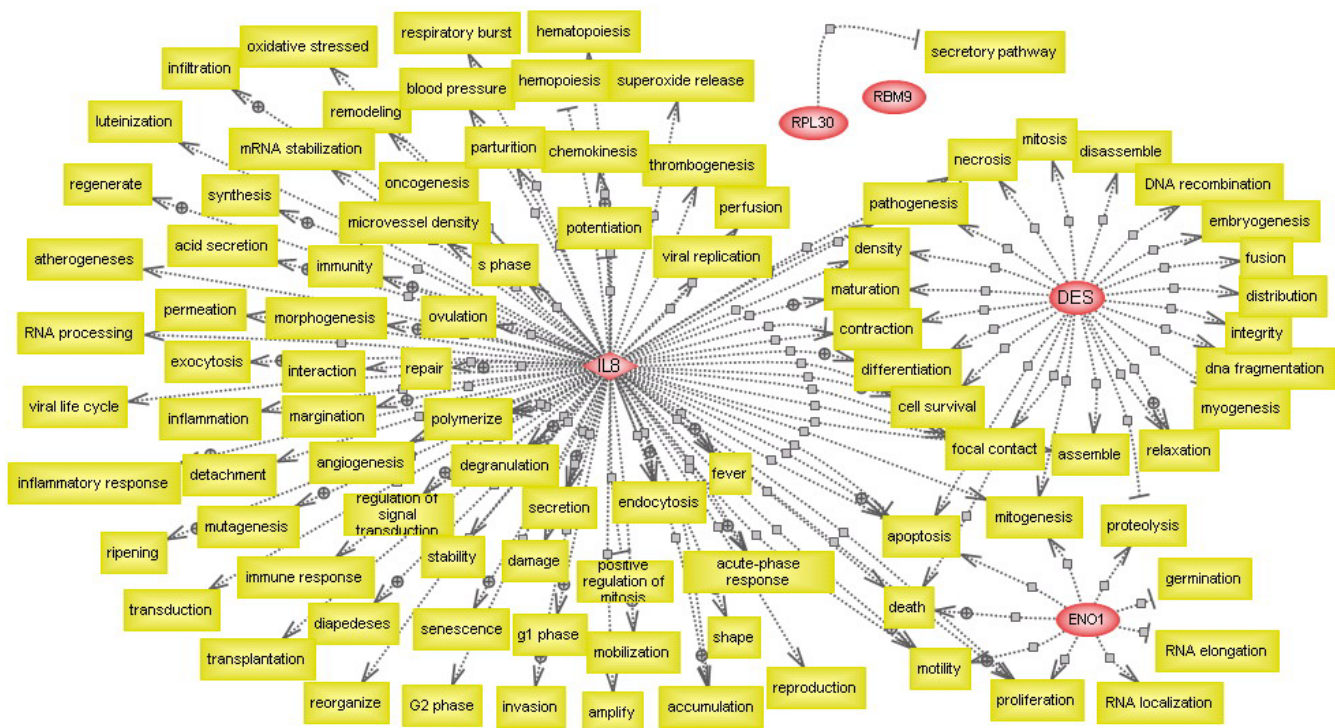 respiratory burst
hematopoiesis
oxidative stressed
secretory pathway
infiltration
hemopoiesis
superoxide release
blood pressure
RBM9
luteinization
remodeling
RPL30
mRNA stabilization
parturition
chemokinesis
thrombogenesis
necrosis
mitosis
disassemble
regenerate
synthesis
oncogenesis
DNA recombination
microvessel density
perfusion
pathogenesis
embryogenesis
acid secretion
potentiation
density
fusion
atherogeneses
immunity
s phase
viral replication
maturation
DES
distribution
permeation
morphogenesis
ovulation
contraction
integrity
RNA processing
exocytosis
interaction
repair
IL8
differentiation
dna fragmentation
viral life cycle
inflammation
margination
polymerize
cell survival
myogenesis
inflammatory response
detachment
angiogenesis
degranulation
fever
focal contact
assemble
relaxation
mutagenesis
regulation of
signal
transduction
secretion
endocytosis
mitogenesis
proteolysis
ripening
stability
damage
apoptosis
immune response
positive
regulation of
mitosis
acute-phase
response
germination
transduction
diapedeses
senescence
g1 phase
shape
death
ENO1
transplantation
mobilization
motility
RNA elongation
reorganize
G2 phase
invasion
amplify
accumulation
reproduction
proliferation
RNA localization